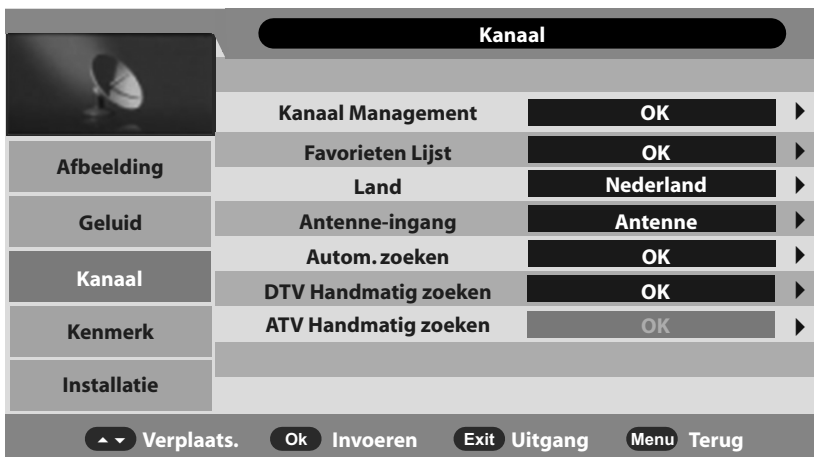 Kanaal
Kanaal Management OK
Favorieten Lijst OK
Land Nederland
Antenne-ingang Antenne
Autom. zoeken OK
DTV Handmatig zoeken OK
ATV Handmatig zoeken OK
Afbeelding
Geluid
Kanaal
Kenmerk
Installatie
Verplaats. Ok Invoeren Exit Uitgang Menu Terug